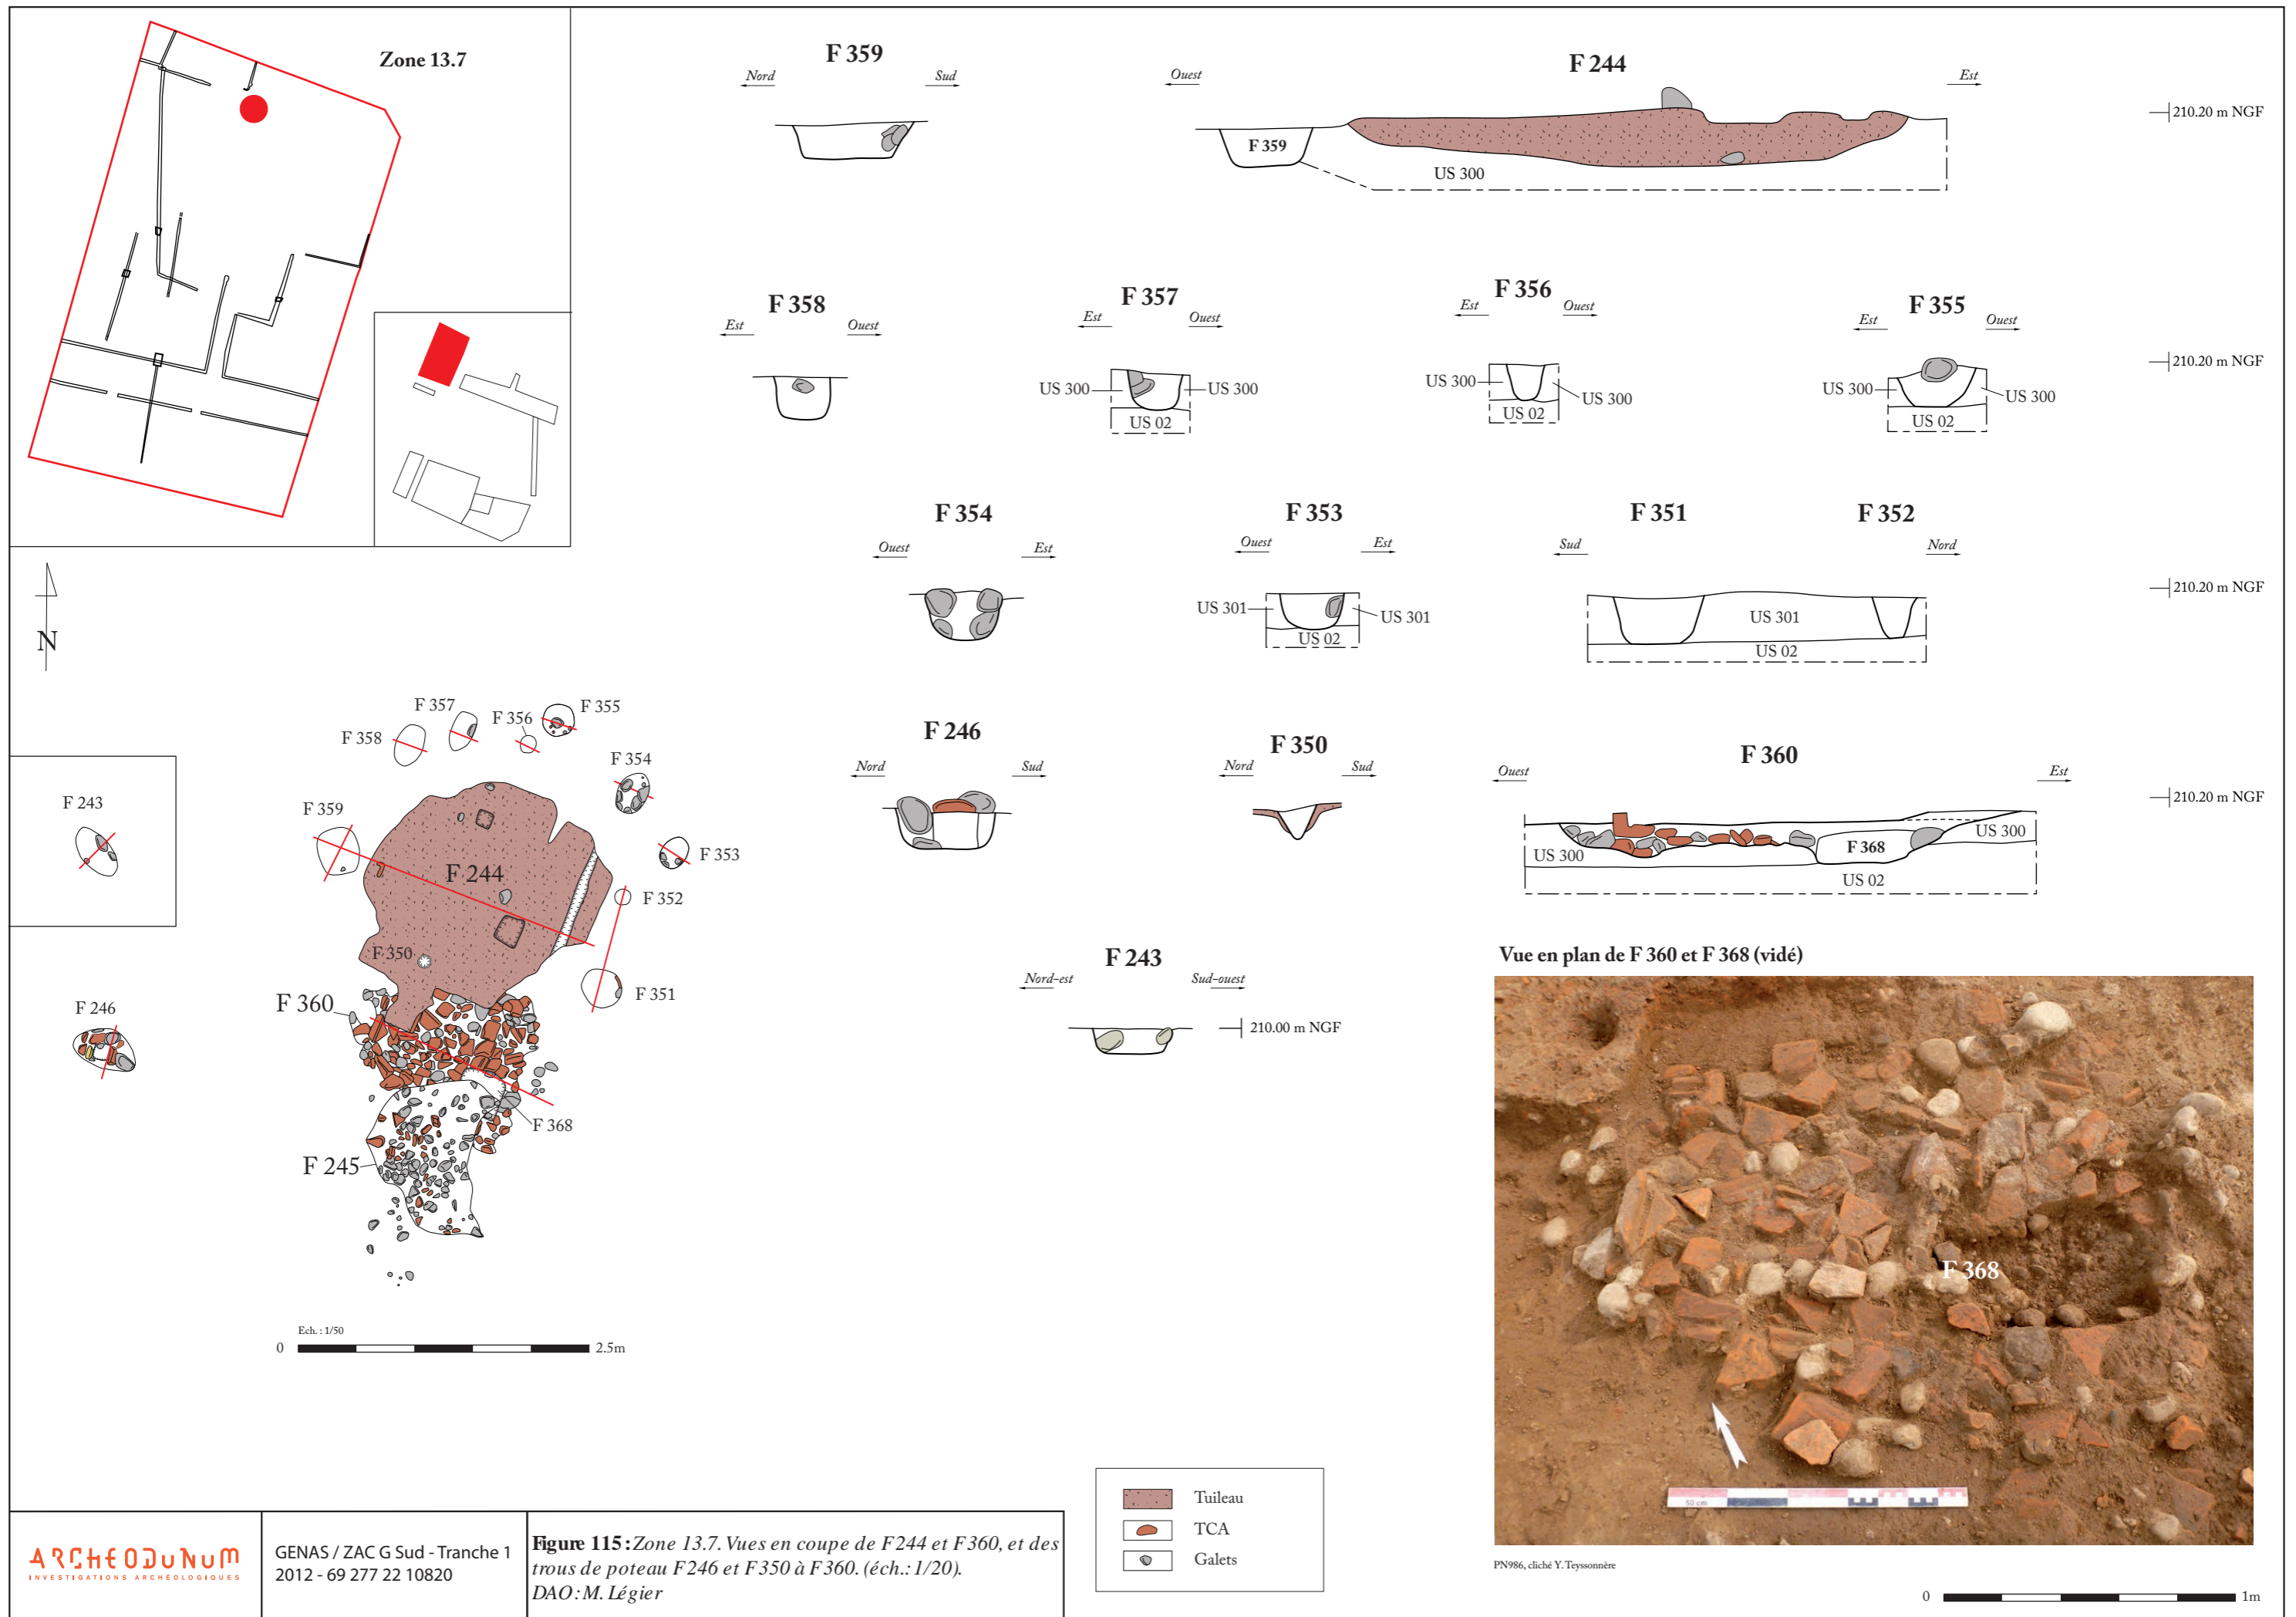 Zone 13.7
F 359
Nord
Sud
F 244
Ouest
Est
210.20 m NGF
F 359
US 300
F 358
Est
Ouest
F 357
Est
Ouest
US 300
US 300
US 02
F 356
Est
Ouest
US 300
US 300
US 02
F 355
Est
Ouest
US 300
US 300
US 02
210.20 m NGF
F 354
Ouest
Est
F 353
Ouest
Est
US 301
US 301
US 02
F 351
F 352
Sud
Nord
US 301
US 02
210.20 m NGF
N
F 246
Nord
Sud
F 350
Nord
Sud
F 360
Ouest
Est
210.20 m NGF
US 300
F 368
US 300
US 02
F 243
Nord-est
Sud-ouest
210.00 m NGF
F 243
F 246
F 358
F 357
F 356
F 355
F 354
F 359
F 353
F 244
F 352
F 350
F 351
F 360
F 368
F 245
Ech. : 1/50
0
2.5m
Vue en plan de F 360 et F 368 (vidé)
F 368
50 cm
PN986, cliché Y. Teyssonnère
0
1m
Tuileau
TCA
Galets
ARCHEODUNUM
INVESTIGATIONS ARCHÉOLOGIQUES
GENAS / ZAC G Sud - Tranche 1
2012 - 69 277 22 10820
Figure 115 : Zone 13.7. Vues en coupe de F244 et F360, et des
trous de poteau F246 et F350 à F360. (éch.: 1/20).
DAO : M. Légier